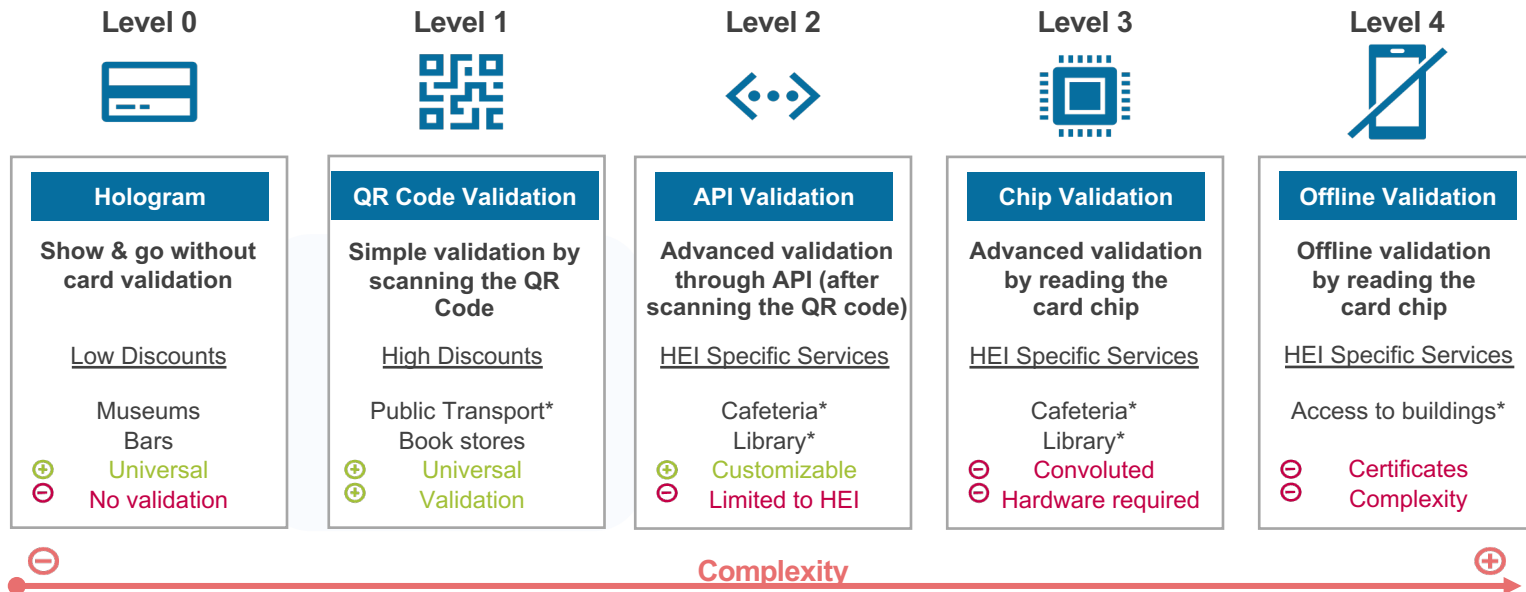 Level 0
Level 1
Level 2
Level 3
Level 4
Hologram
Show & go without
card validation
Low Discounts
Museums
Bars
Universal
No validation
QR Code Validation
Simple validation by
scanning the QR
Code
High Discounts
Public Transport*
Book stores
Universal
Validation
API Validation
Advanced validation
through API (after
scanning the QR code)
HEI Specific Services
Cafeteria*
Library*
Customizable
Limited to HEI
Chip Validation
Advanced validation
by reading the
card chip
HEI Specific Services
Cafeteria*
Library*
Convoluted
Hardware required
Offline Validation
Offline validation
by reading the
card chip
HEI Specific Services
Access to buildings*
Certificates
Complexity
Complexity